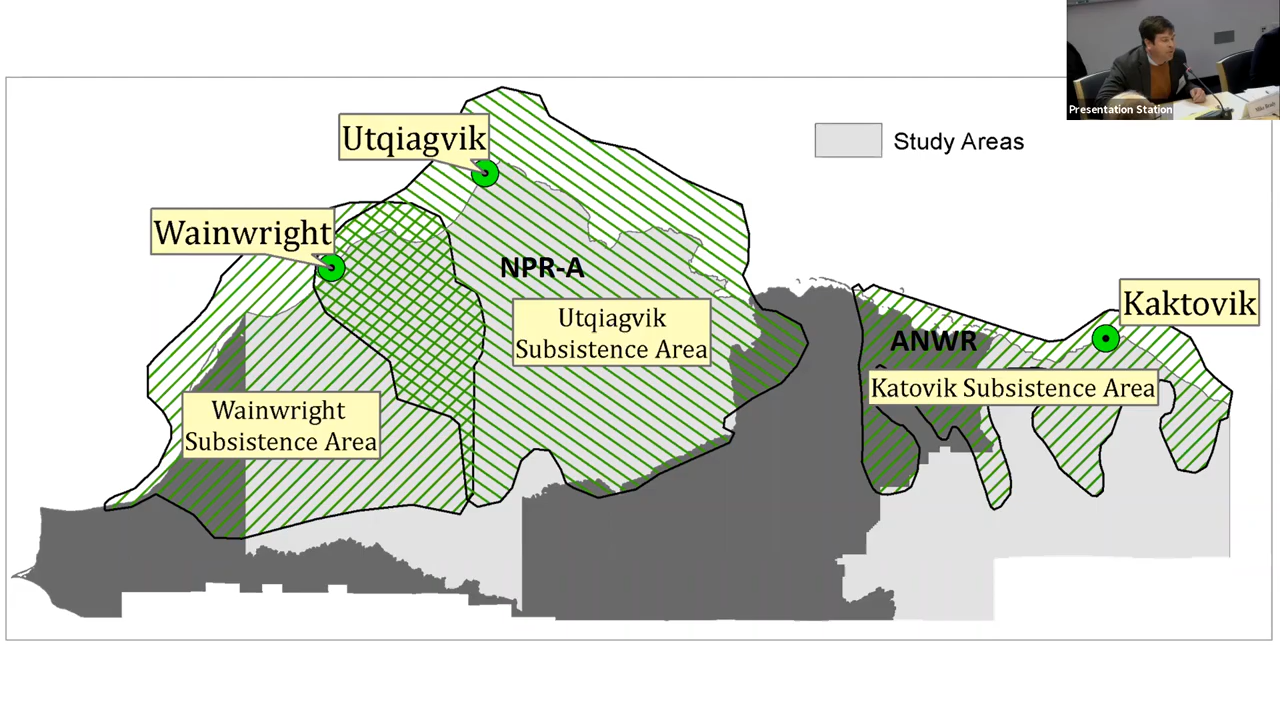 Utqiagvik
Wainwright
Study Areas
NPR-A
Utqiagvik
Subsistence Area
Wainwright
Subsistence Area
Kaktovik
ANWR
Katovik Subsistence Area
Presentation Station